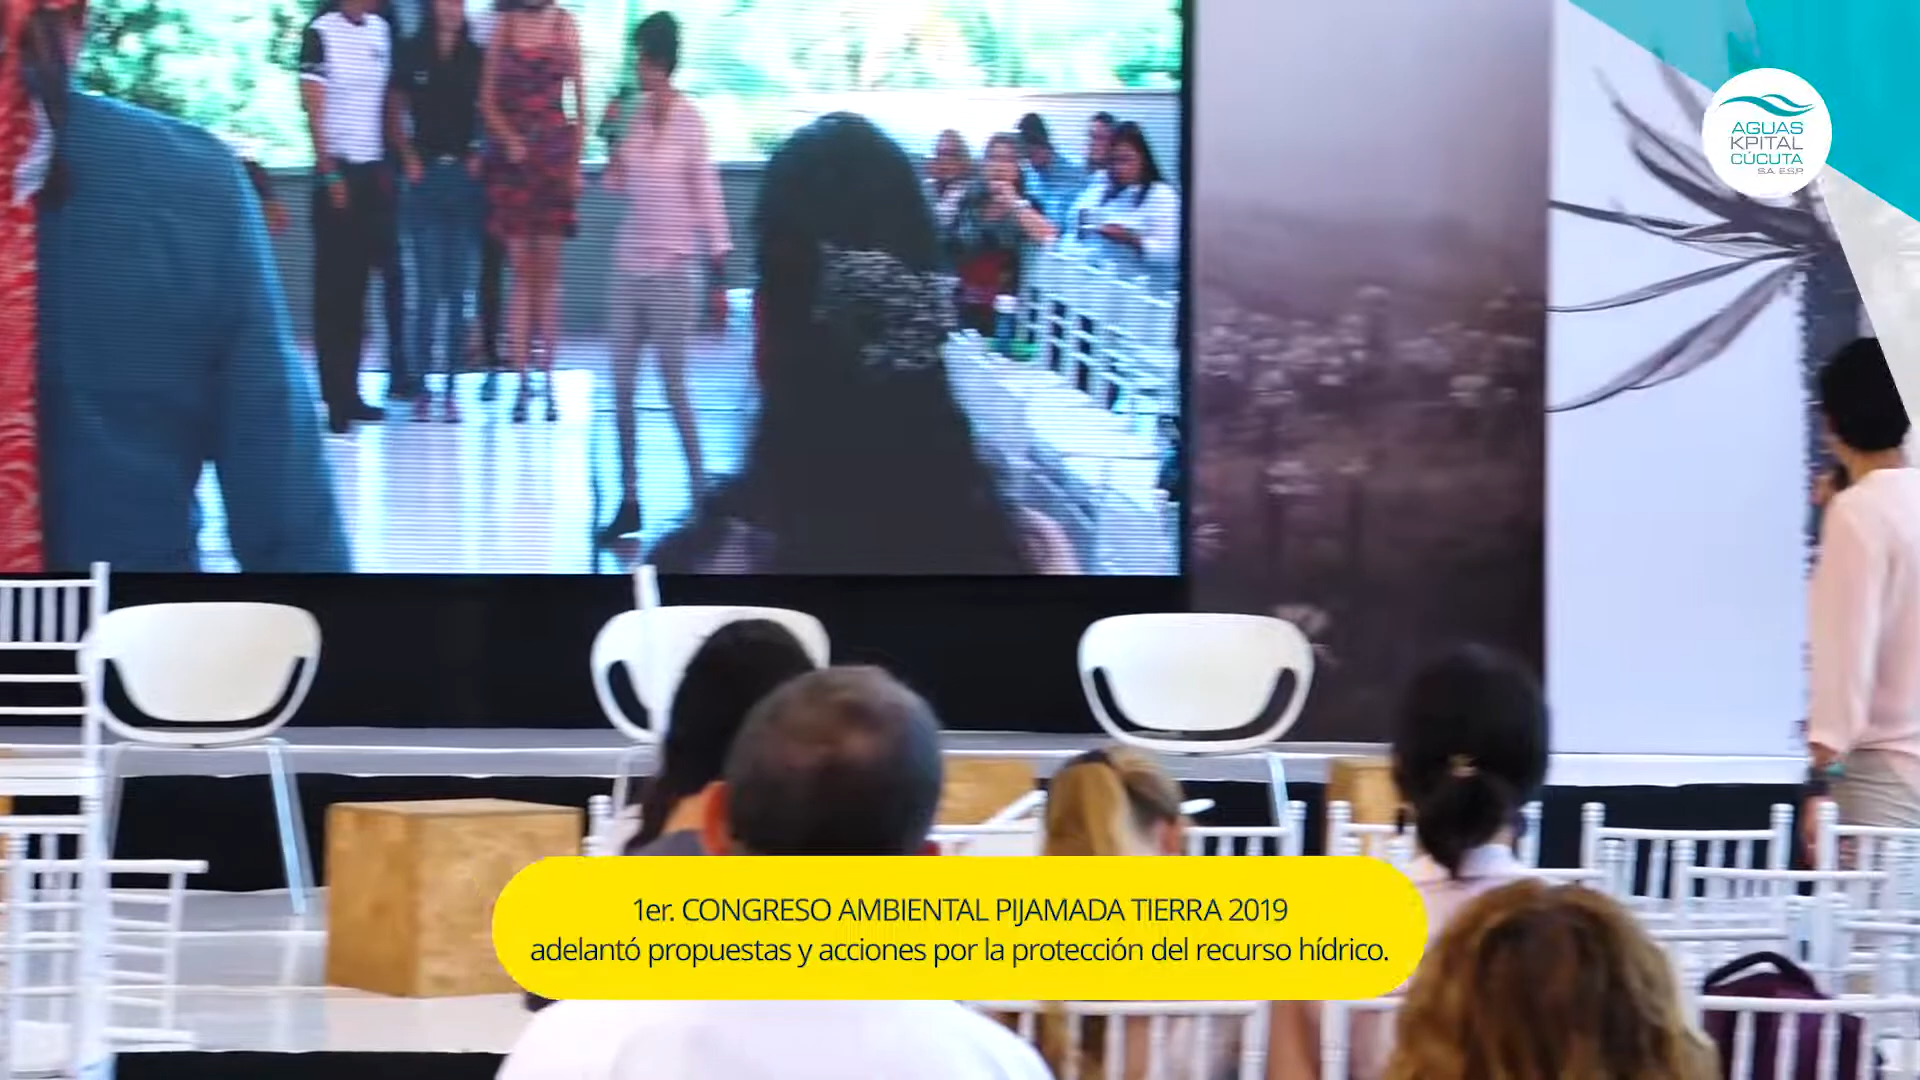 AGUAS
KPITAL
CÚCUTA
S.A. E.S.P.
1er. CONGRESO AMBIENTAL PIJAMADA TIERRA 2019
adelantó propuestas y acciones por la protección del recurso hídrico.